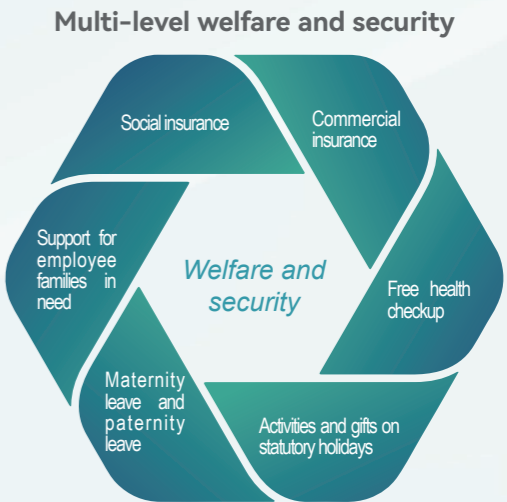 Multi-level welfare and security
Social insurance
Commercial
insurance
Free health
checkup
Activities and gifts on
statutory holidays
Maternity
leave and
paternity
leave
Support for
employee
families in
need
Welfare and
security